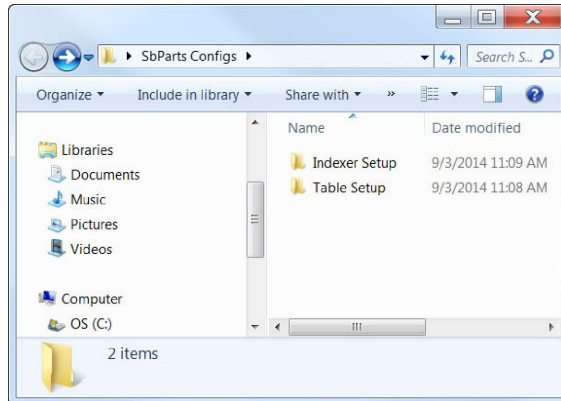 SbParts Configs
Search S...
Organize Include in library Share with »
Name Date modified
Libraries
Documents
Music
Pictures
Videos
Computer
OS (C:)
Indexer Setup 9/3/2014 11:09 AM
Table Setup 9/3/2014 11:08 AM
2 items